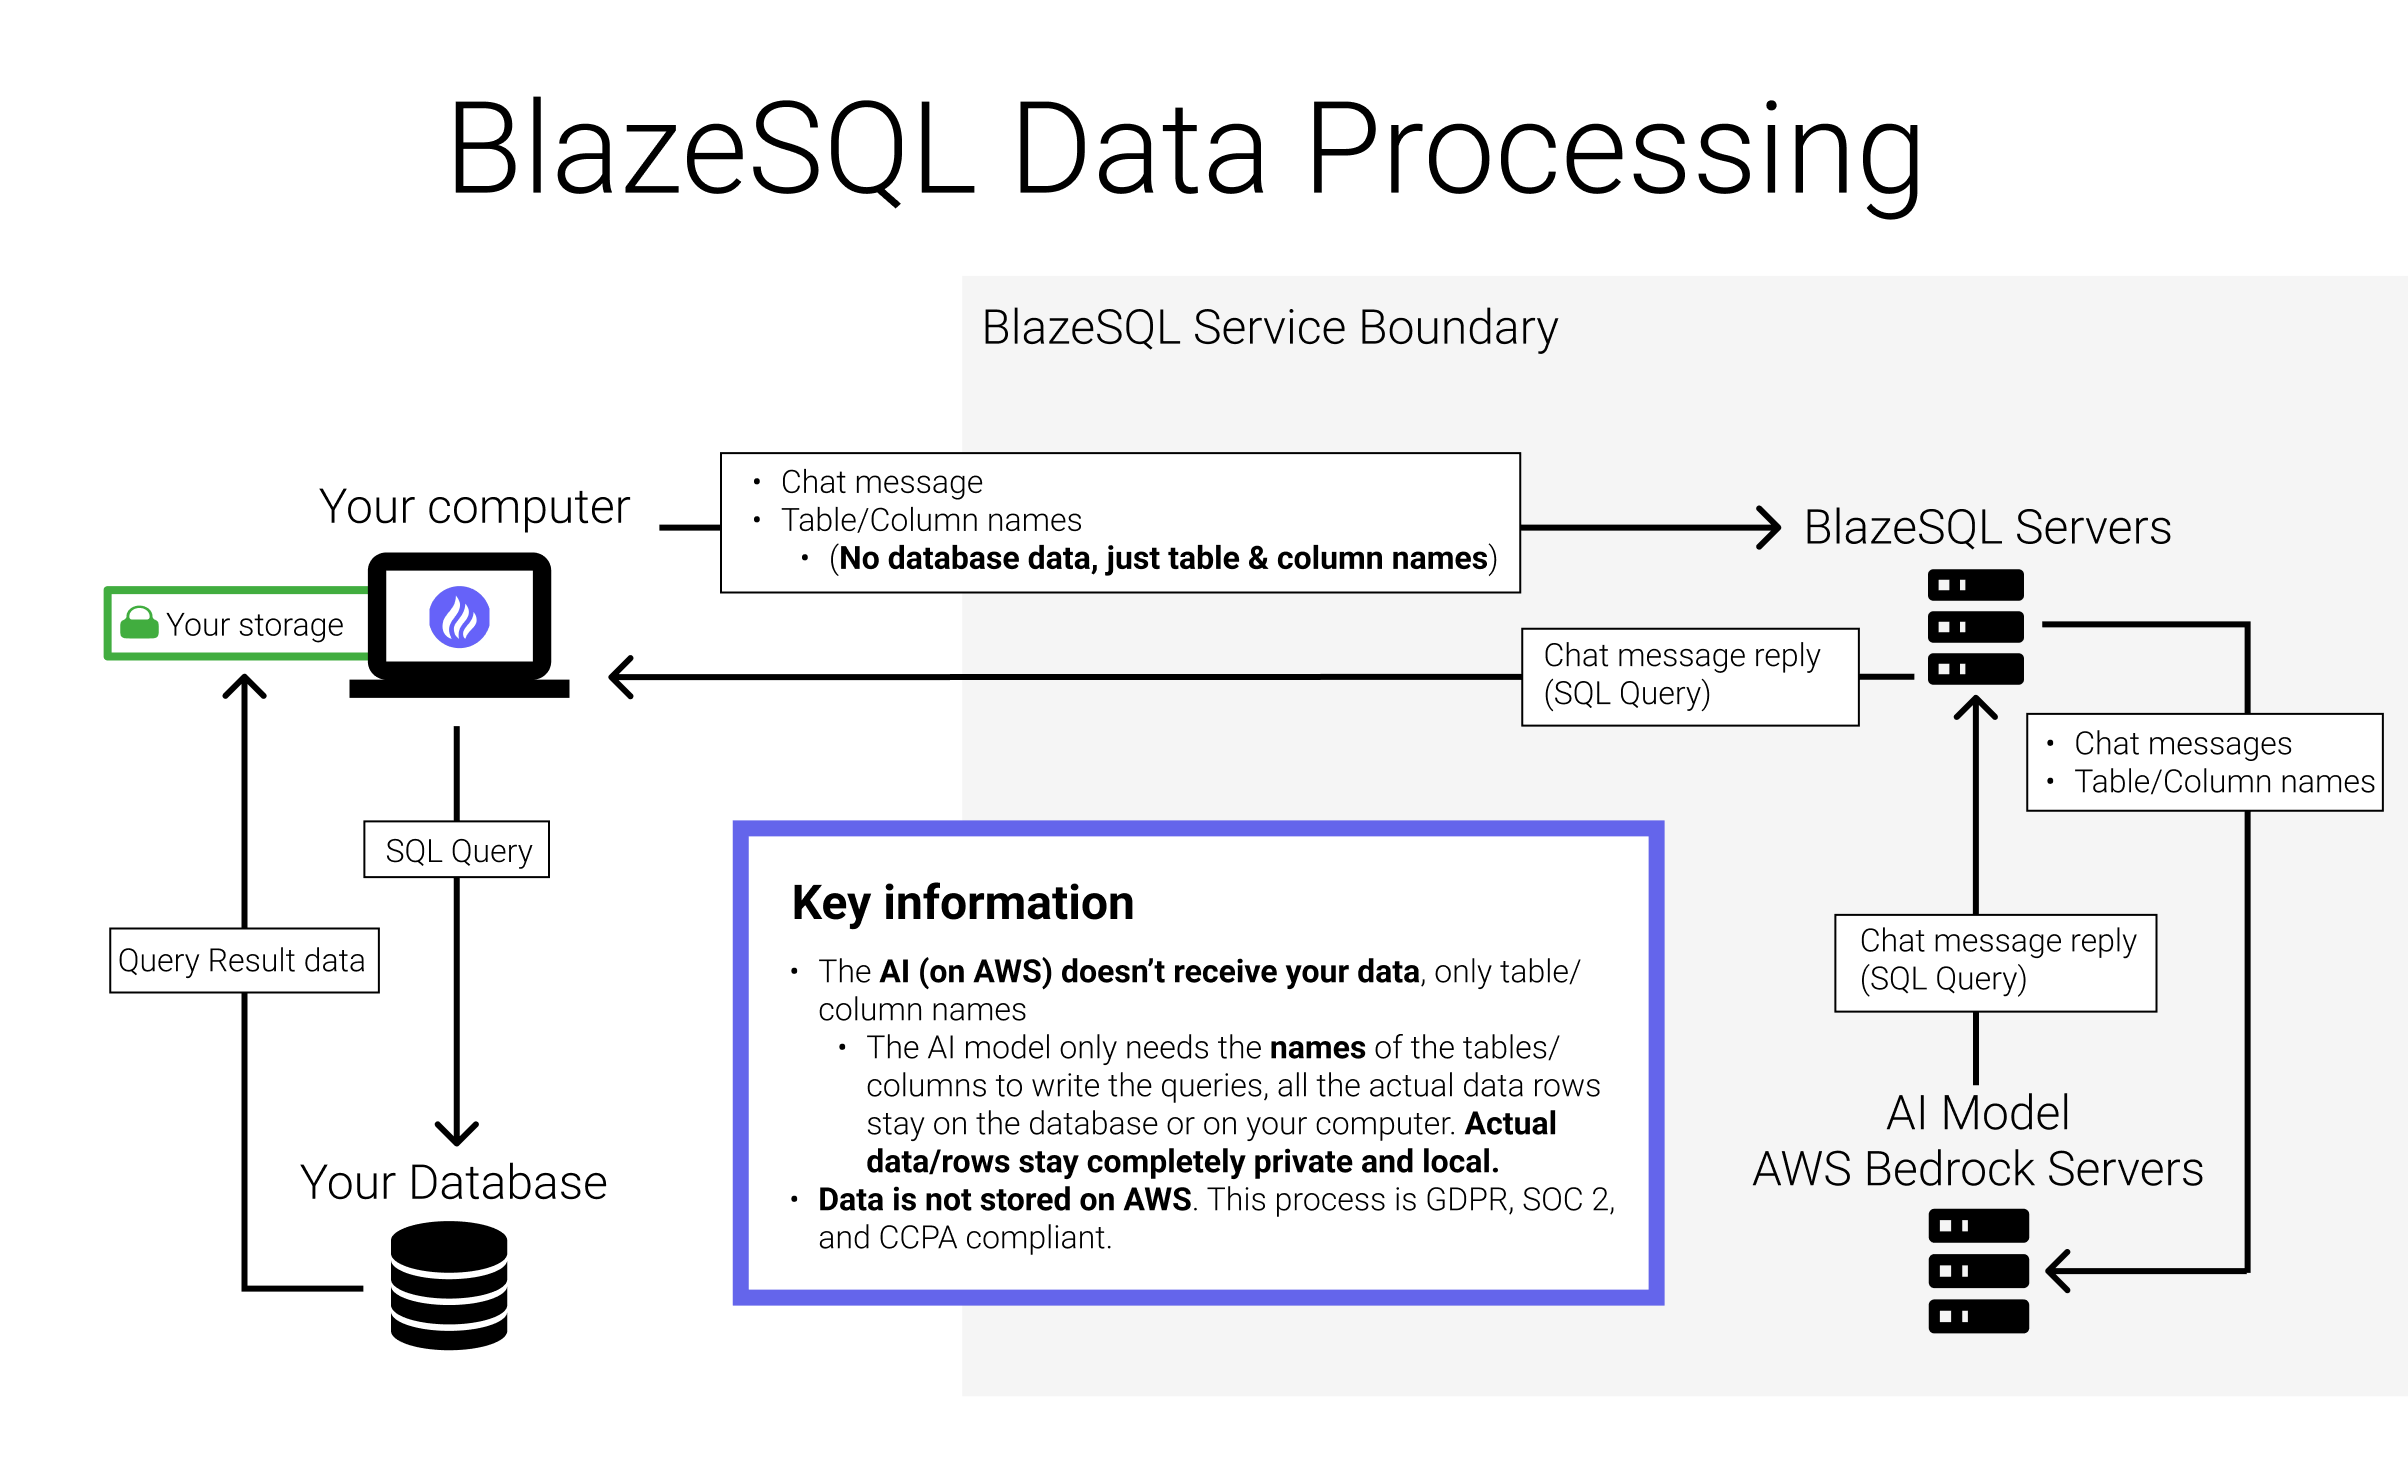 BlazeSQL Data Processing
BlazeSQL Service Boundary
Your computer
• Chat message
• Table/Column names
• (No database data, just table & column names)
BlazeSQL Servers
Your storage
Chat message reply
(SQL Query)
• Chat messages
• Table/Column names
SQL Query
Query Result data
Key information
• The AI (on AWS) doesn’t receive your data, only table/
column names
• The AI model only needs the names of the tables/
columns to write the queries, all the actual data rows
stay on the database or on your computer. Actual
data/rows stay completely private and local.
• Data is not stored on AWS. This process is GDPR, SOC 2,
and CCPA compliant.
Chat message reply
(SQL Query)
AI Model
AWS Bedrock Servers
Your Database